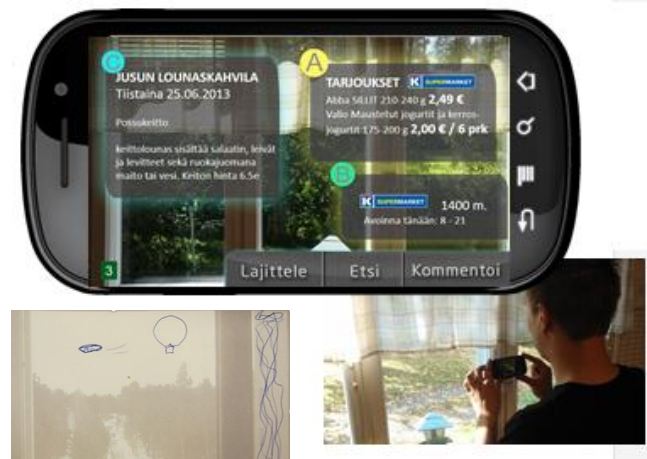 C
JUSUN LOUNASKAHVILA
Tiistaina 25.06.2013
Possukeitto
keittolounas sisältää salaatin, leivät
ja levitteet sekä ruokajuomana
maito tai vesi. Keiton hinta 6.5e
A
TARJOUKSET K SUPERMARKET
Abba SILLIT 210-240 g 2,49 €
Valio Maustetut jogurtit ja kerros-
jogurtit 175-200 g 2,00 € / 6 prk
B
K SUPERMARKET 1400 m.
Avoinna tänään: 8 - 21
3
Lajittele Etsi Kommentoi